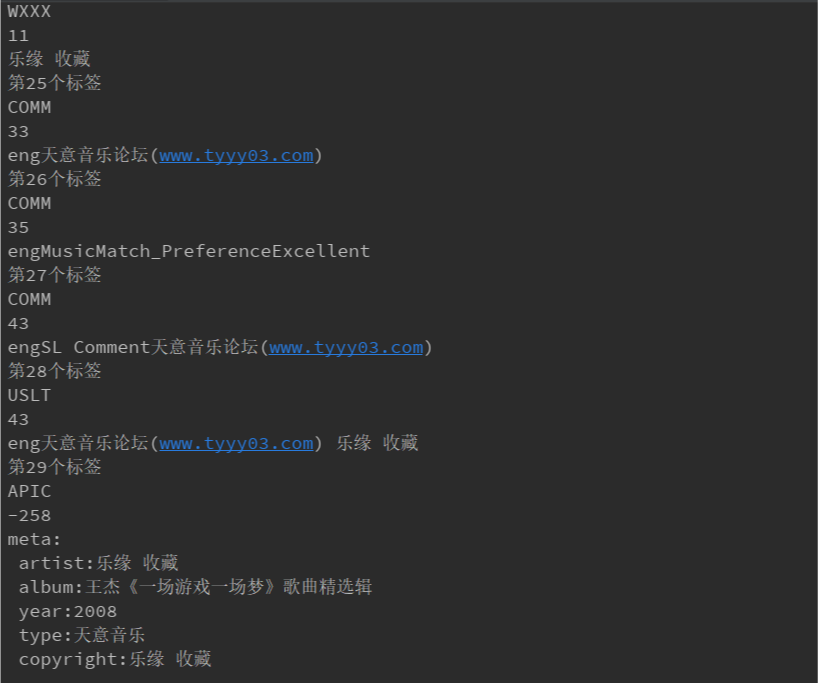 WXXX
11
乐缘 收藏
第25个标签
COMM
33
eng天意音乐论坛(www.tyyy03.com)
第26个标签
COMM
35
engMusicMatch_PreferenceExcellent
第27个标签
COMM
43
engSL Comment天意音乐论坛(www.tyyy03.com)
第28个标签
USLT
43
eng天意音乐论坛(www.tyyy03.com) 乐缘 收藏
第29个标签
APIC
-258
meta:
 artist:乐缘 收藏
 album:王杰《一场游戏一场梦》歌曲精选辑
 year:2008
 type:天意音乐
 copyright:乐缘 收藏